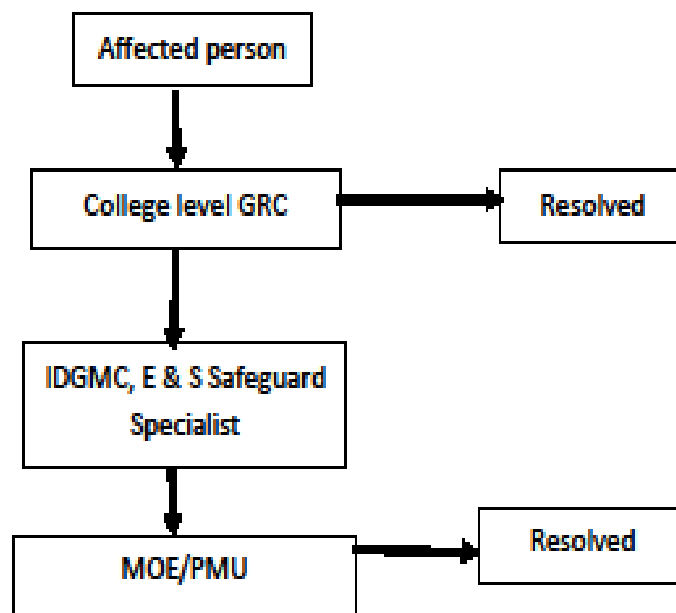 Affected person
College level GRC
Resolved
IDGMC, E & S Safeguard
Specialist
MOE/PMU
Resolved